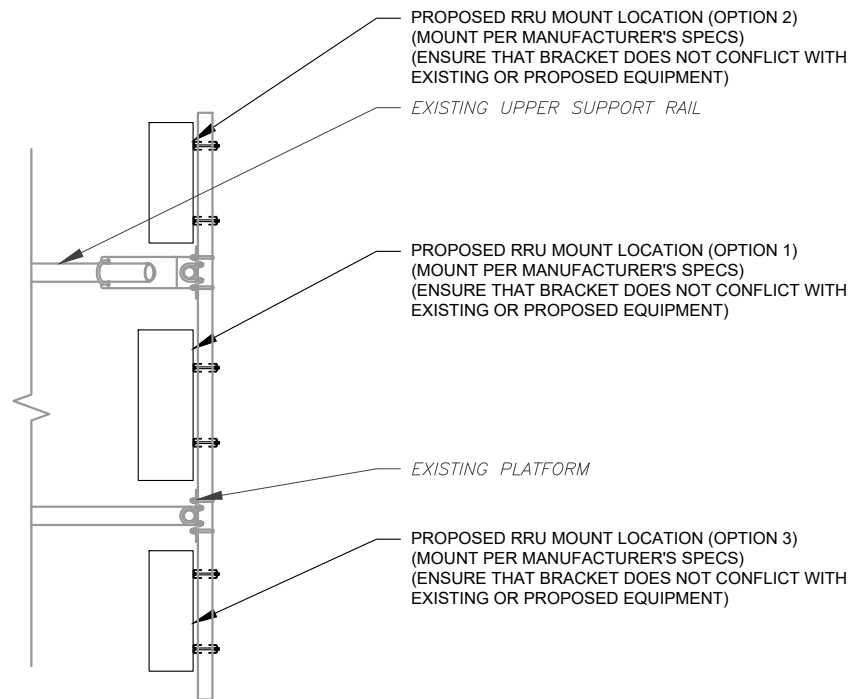 PROPOSED RRU MOUNT LOCATION (OPTION 2)
(MOUNT PER MANUFACTURER'S SPECS)
(ENSURE THAT BRACKET DOES NOT CONFLICT WITH
EXISTING OR PROPOSED EQUIPMENT)
EXISTING UPPER SUPPORT RAIL
PROPOSED RRU MOUNT LOCATION (OPTION 1)
(MOUNT PER MANUFACTURER'S SPECS)
(ENSURE THAT BRACKET DOES NOT CONFLICT WITH
EXISTING OR PROPOSED EQUIPMENT)
EXISTING PLATFORM
PROPOSED RRU MOUNT LOCATION (OPTION 3)
(MOUNT PER MANUFACTURER'S SPECS)
(ENSURE THAT BRACKET DOES NOT CONFLICT WITH
EXISTING OR PROPOSED EQUIPMENT)